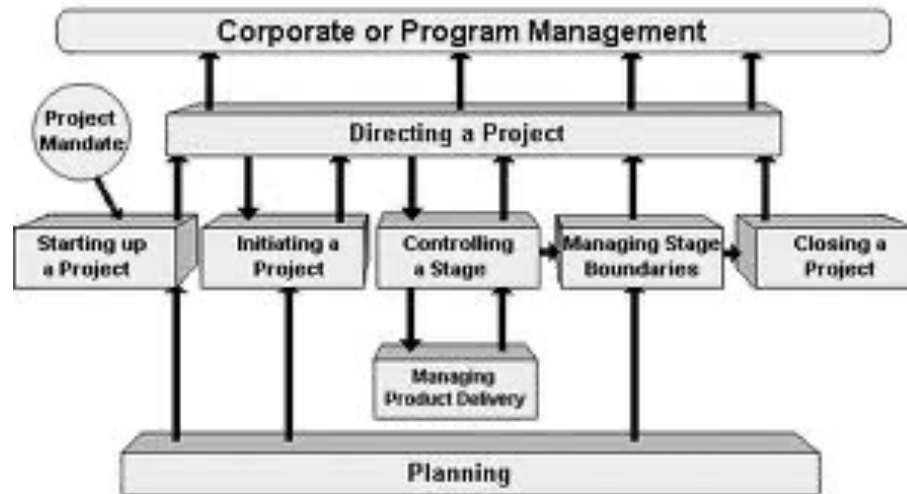 Corporate or Program Management
Project
Mandate
Directing a Project
Starting up
a Project
Initiating a
Project
Controlling
a Stage
Managing Stage
Boundaries
Closing a
Project
Managing
Product Delivery
Planning